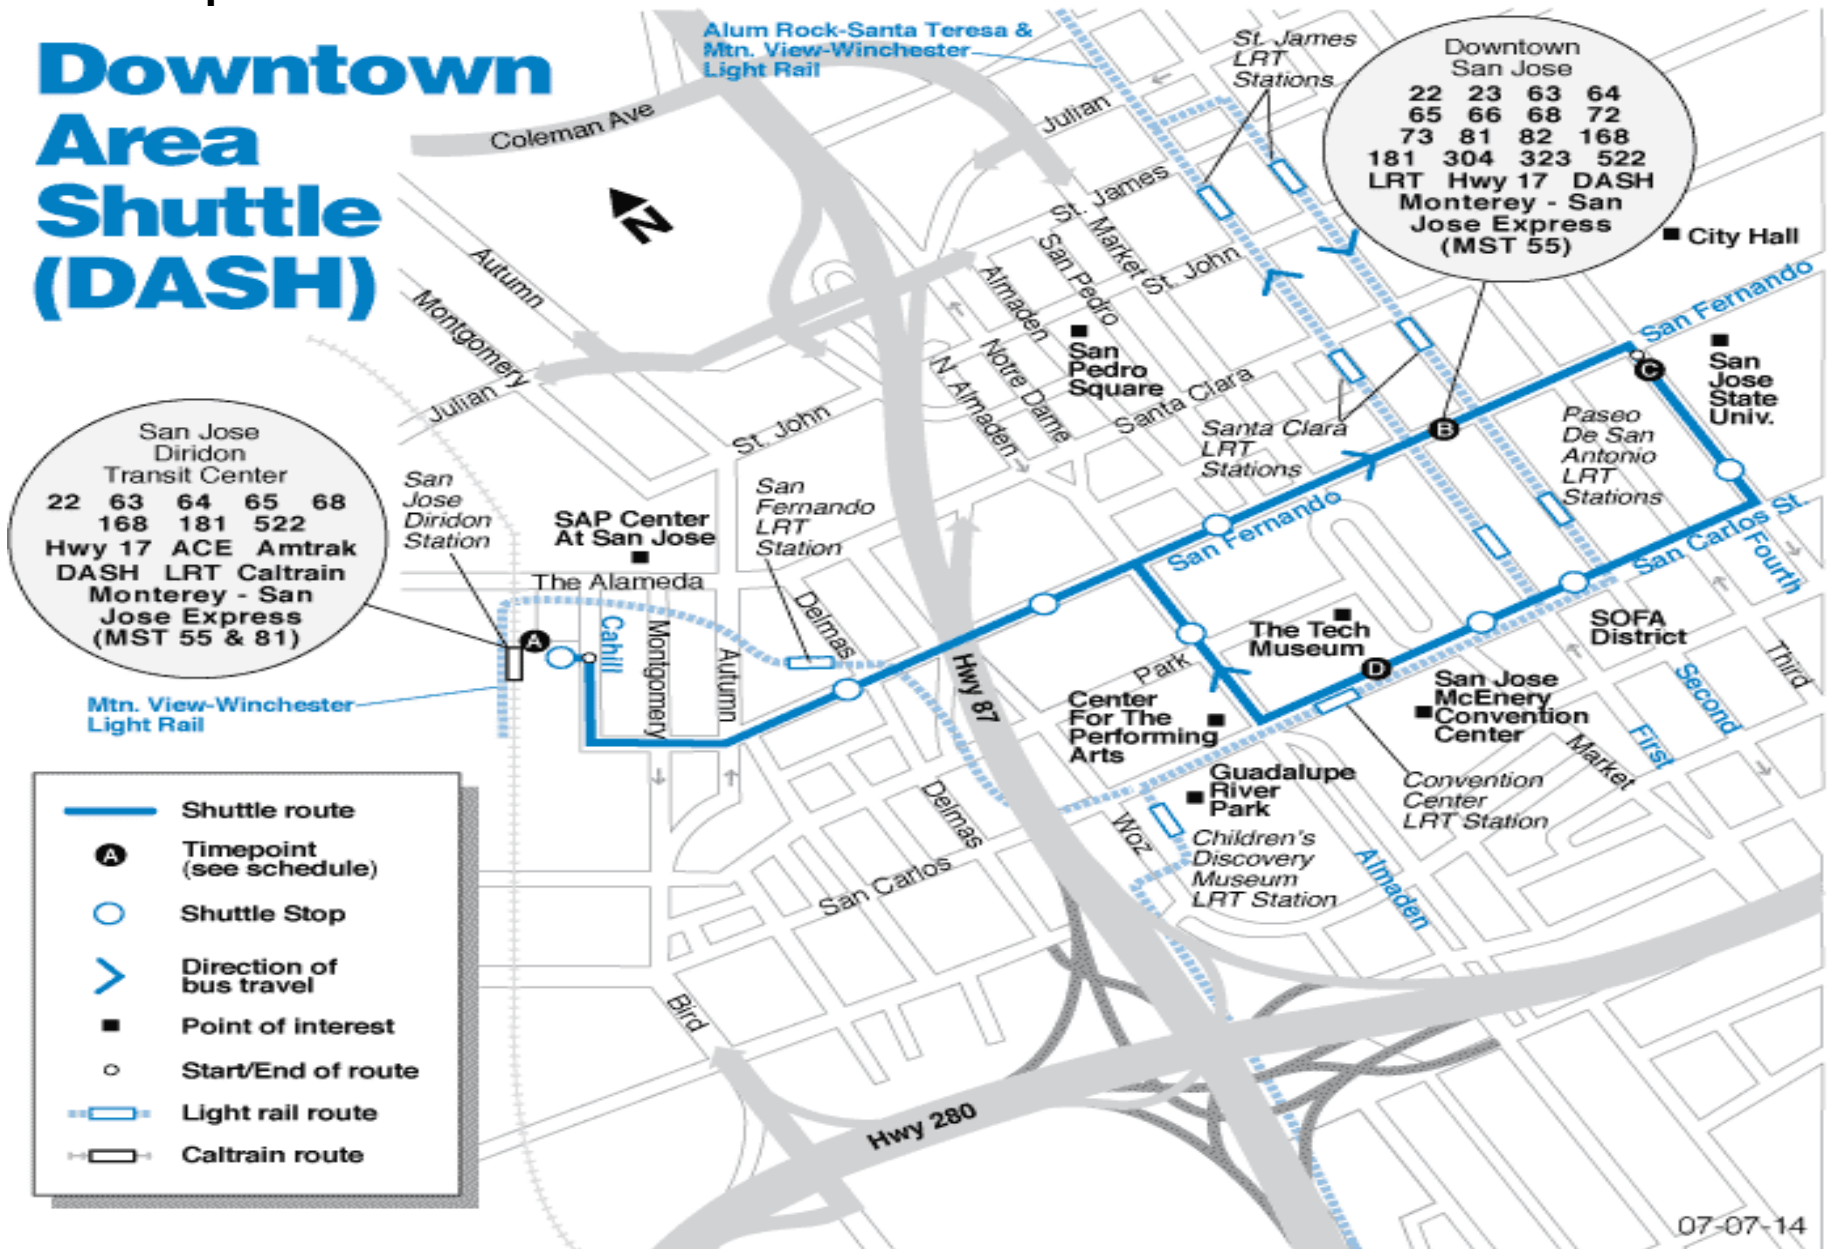 Downtown
Area
Shuttle
(DASH)
Alum Rock-Santa Teresa &
Mtn. View-Winchester
Light Rail
St. James
LRT
Stations
Downtown
San Jose
22 23 63 64
65 66 68 72
73 81 82 168
181 304 323 522
LRT Hwy 17 DASH
Monterey - San
Jose Express
(MST 55)
City Hall
Coleman Ave
Julian
St. James
Market
St. John
San Pedro
Almaden
N
Autumn
Montgomery
Julian
St. John
San
Pedro
Square
Notre Dame
N. Almaden
Santa Clara
Santa Clara
LRT
Stations
San Fernando
San
Jose
State
Univ.
C
B
Paseo
De San
Antonio
LRT
Stations
San Jose
Diridon
Transit Center
22 63 64 65 68
168 181 522
Hwy 17 ACE Amtrak
DASH LRT Caltrain
Monterey - San
Jose Express
(MST 55 & 81)
San
Jose
Diridon
Station
SAP Center
At San Jose
San
Fernando
LRT
Station
The Alameda
A
Cahill
Montgomery
Autumn
Delmas
San Fernando
San Carlos St.
Fourth
The Tech
Museum
SOFA
District
Third
Second
First
Park
D
Hwy 87
Center
For The
Performing
Arts
San Jose
McEnery
Convention
Center
Market
Mtn. View-Winchester
Light Rail
Guadalupe
River
Park
Convention
Center
LRT Station
Delmas
Woz
Children's
Discovery
Museum
LRT Station
Almaden
San Carlos
Bird
Hwy 280
Shuttle route
A
Timepoint
(see schedule)
Shuttle Stop
Direction of
bus travel
Point of interest
Start/End of route
Light rail route
Caltrain route
07-07-14